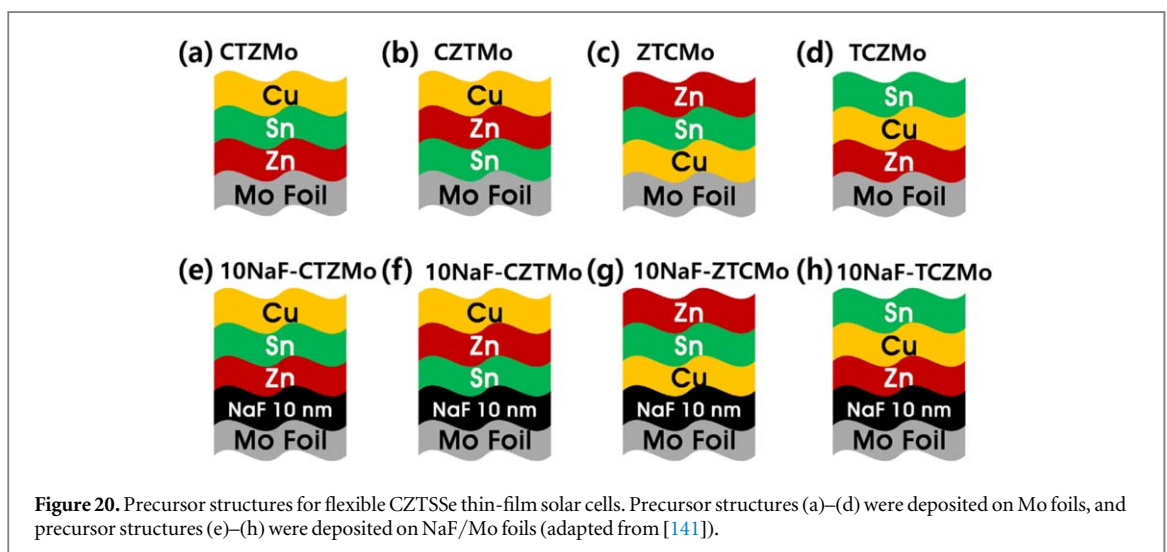 (a) CTZMo
Cu
Sn
Zn
Mo Foil
(b) CZTMo
Cu
Zn
Sn
Mo Foil
(c) ZTCMo
Zn
Sn
Cu
Mo Foil
(d) TCZMo
Sn
Cu
Zn
Mo Foil
(e) 10NaF-CTZMo
Cu
Sn
Zn
NaF 10 nm
Mo Foil
(f) 10NaF-CZTMo
Cu
Zn
Sn
NaF 10 nm
Mo Foil
(g) 10NaF-ZTCMo
Zn
Sn
Cu
NaF 10 nm
Mo Foil
(h) 10NaF-TCZMo
Sn
Cu
Zn
NaF 10 nm
Mo Foil
Figure 20. Precursor structures for flexible CZTSSe thin-film solar cells. Precursor structures (a)–(d) were deposited on Mo foils, and
precursor structures (e)–(h) were deposited on NaF/Mo foils (adapted from [141]).